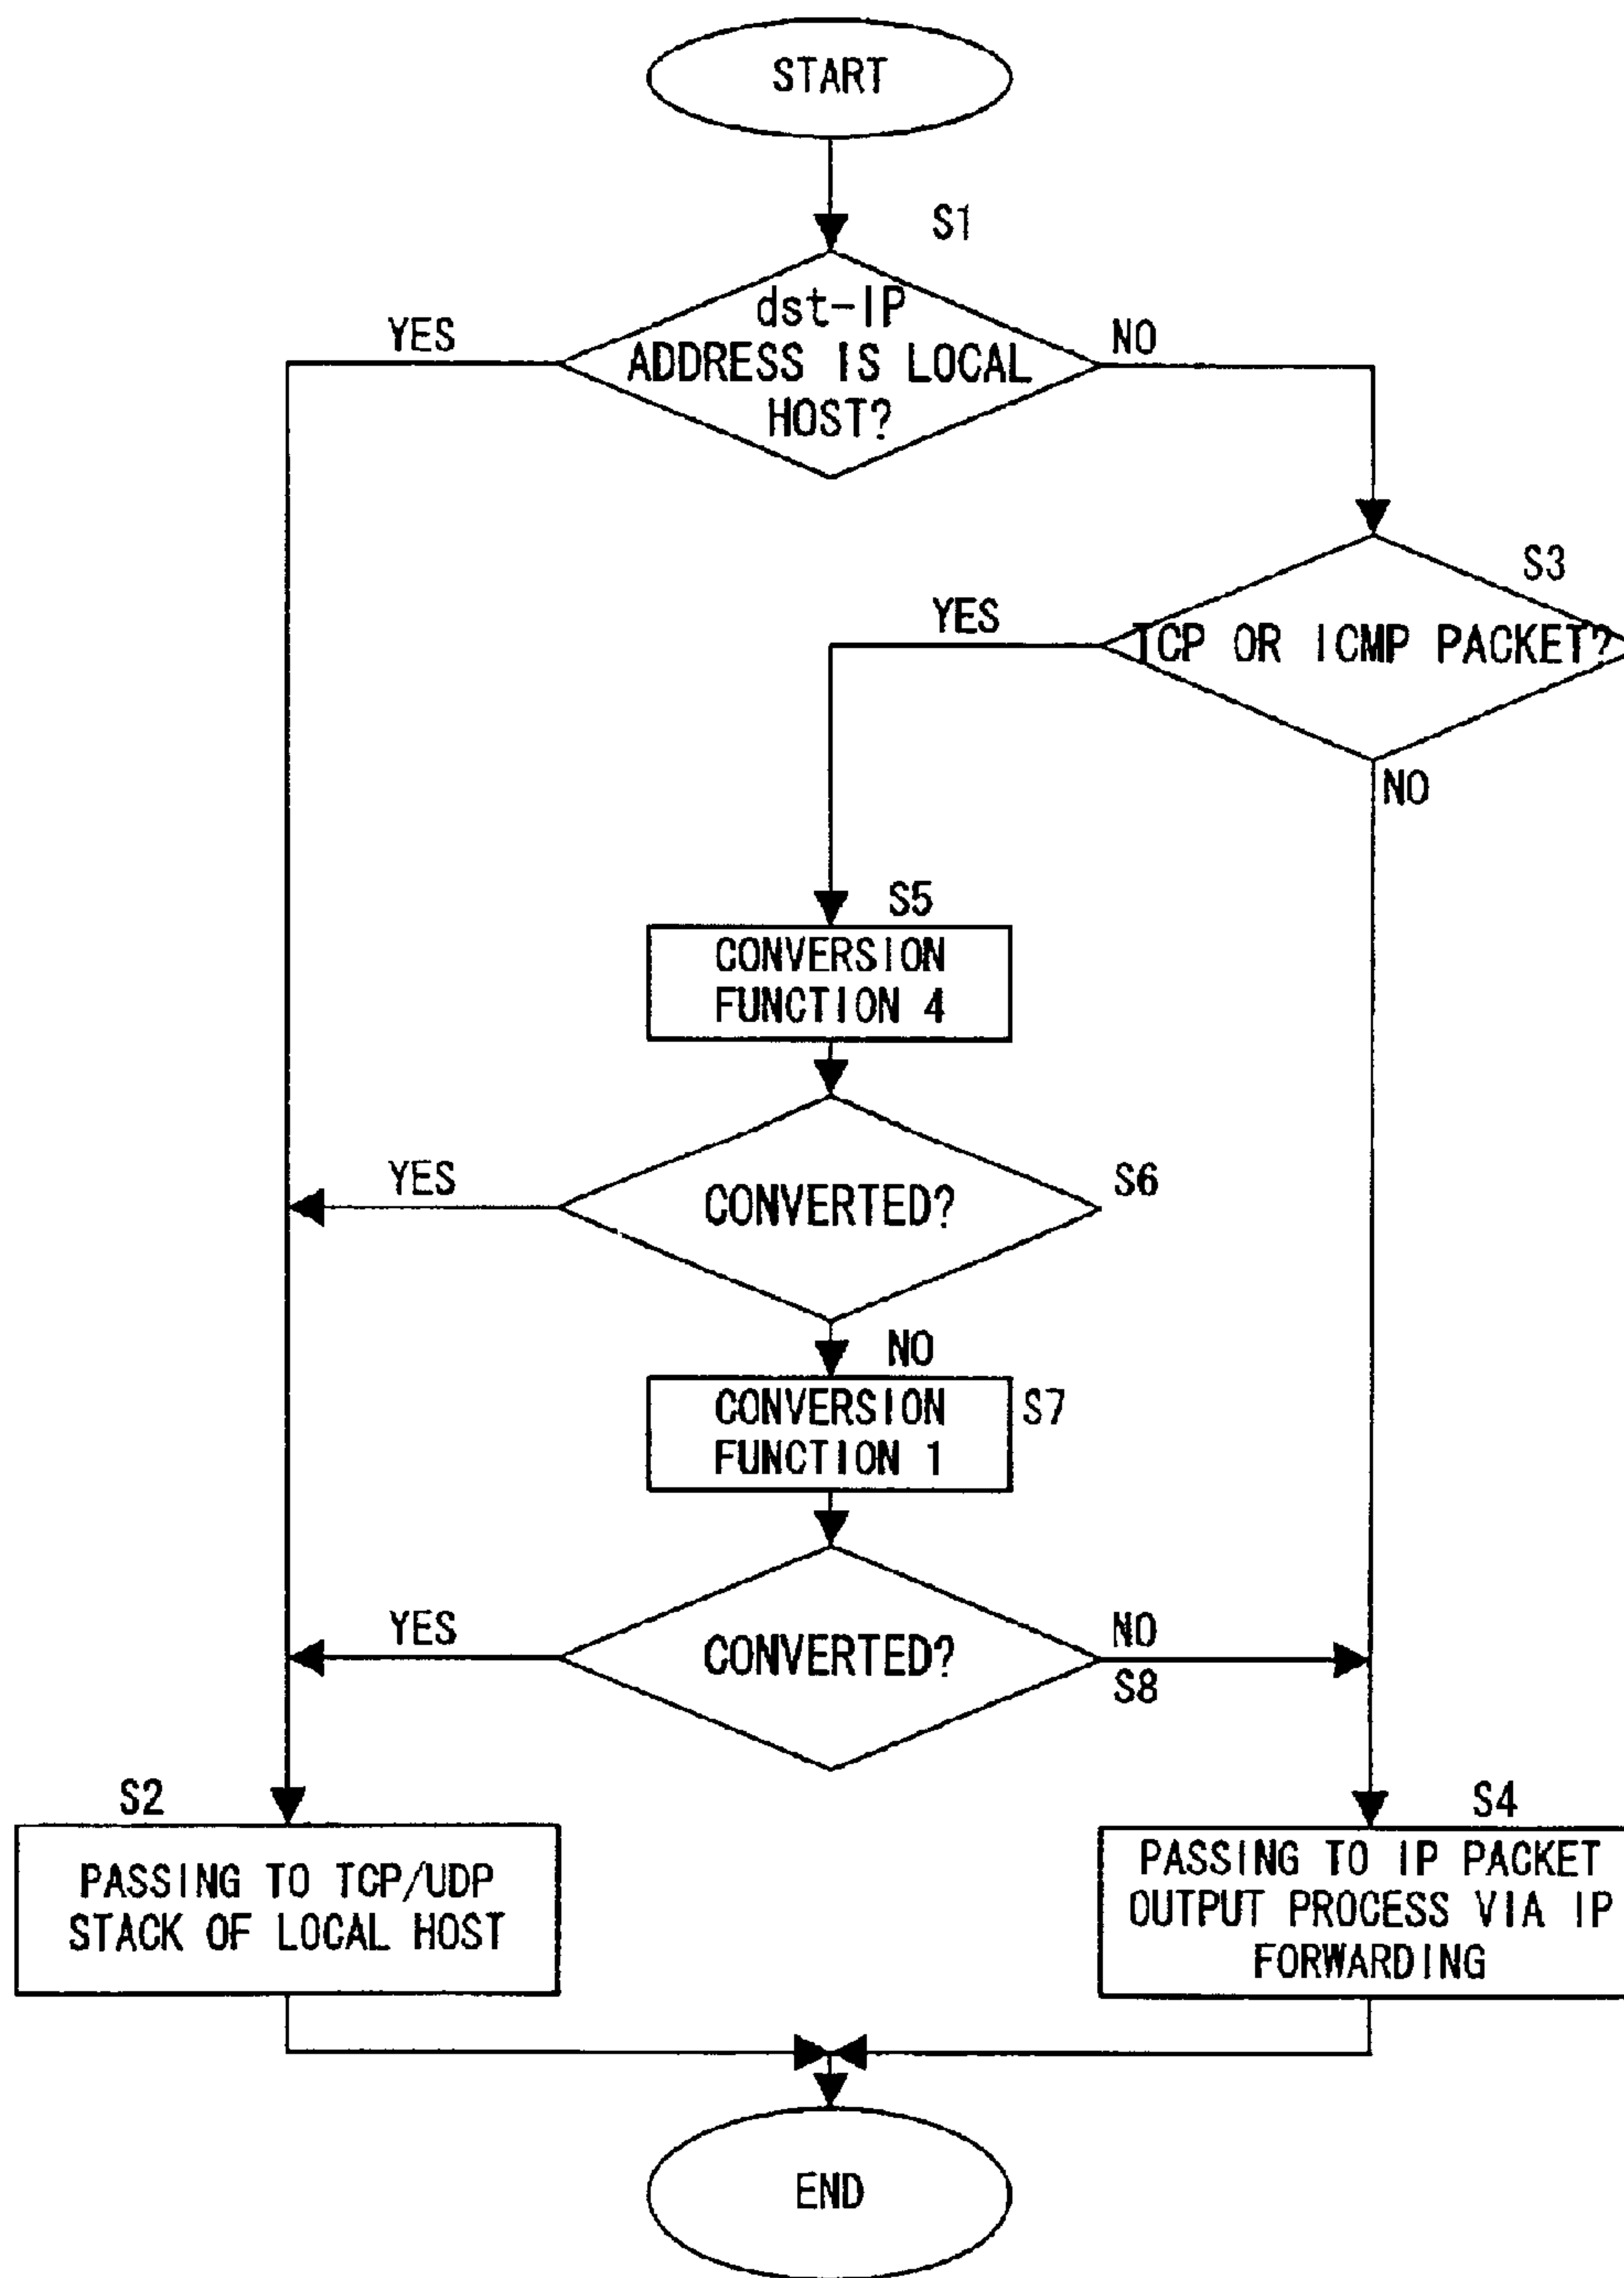 START
S1
dst-IP
ADDRESS IS LOCAL
HOST?
YES
NO
S3
TCP OR ICMP PACKET?
YES
NO
S5
CONVERSION
FUNCTION 4
YES
CONVERTED?
S6
NO
CONVERSION
FUNCTION 1
S7
YES
CONVERTED?
NO
S8
S2
PASSING TO TCP/UDP
STACK OF LOCAL HOST
S4
PASSING TO IP PACKET
OUTPUT PROCESS VIA IP
FORWARDING
END